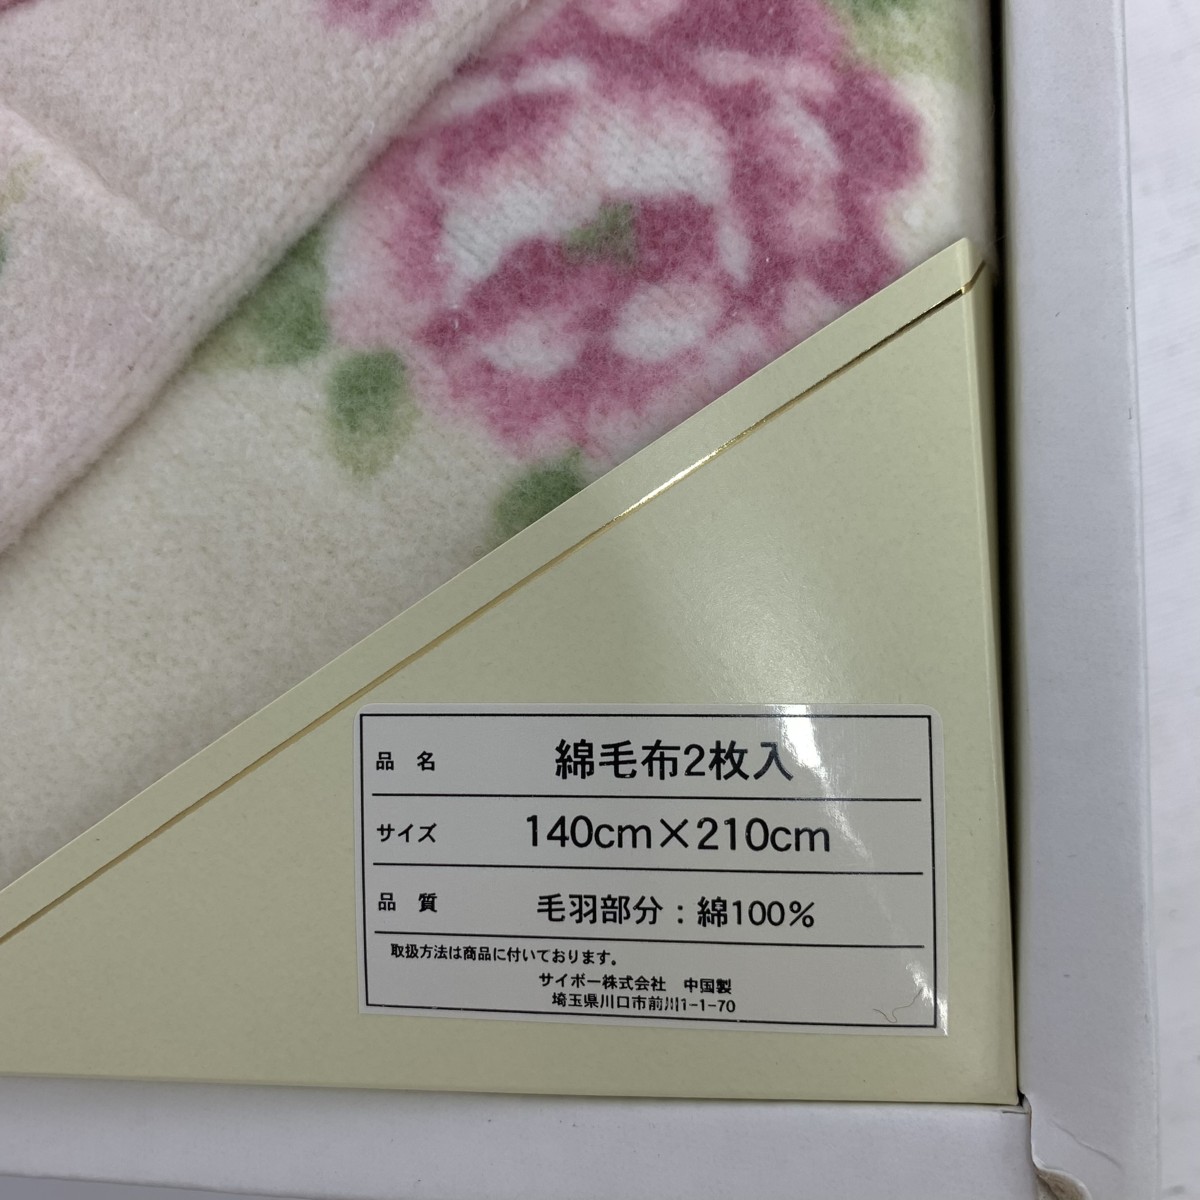 品名 綿毛布2枚入
サイズ 140cm×210cm
品質 毛羽部分：綿100%
取扱方法は商品に付いております。
サイボー株式会社 中国製
埼玉県川口市前川1-1-70